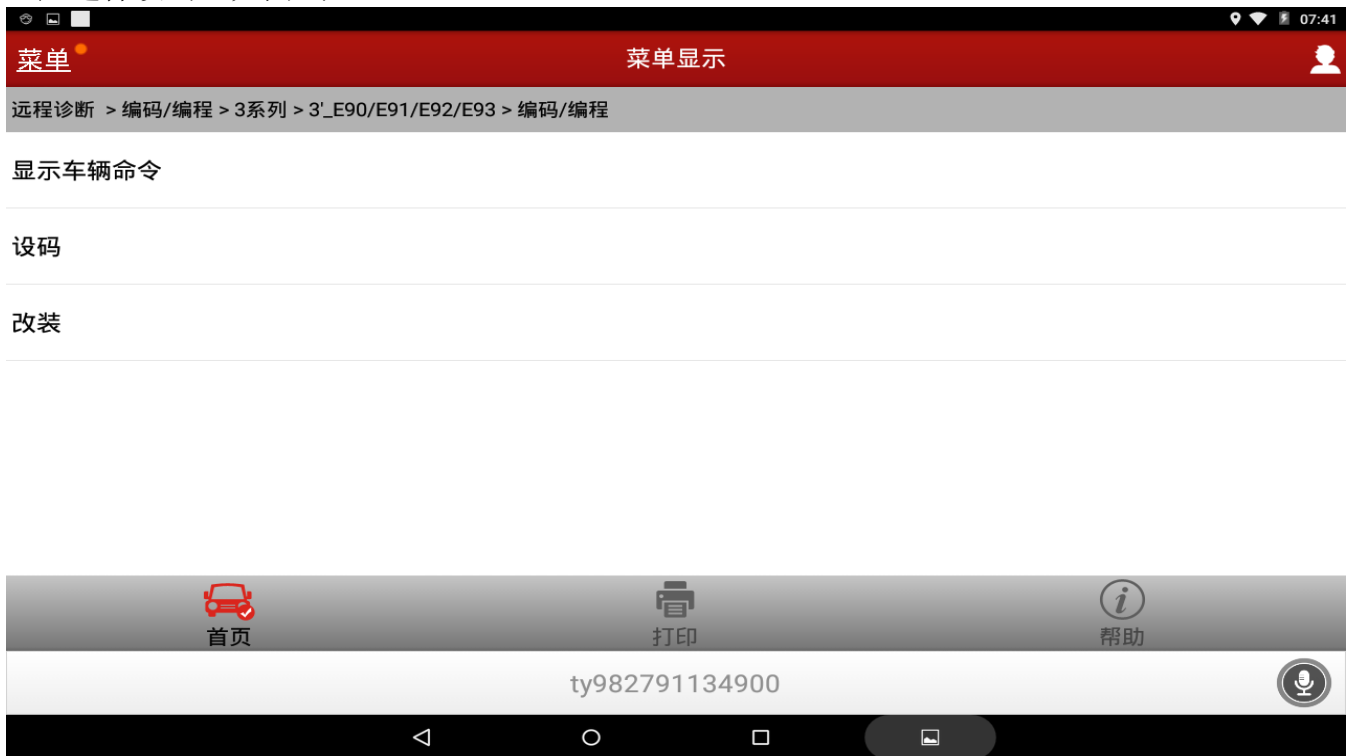 07:41
菜单
菜单显示
远程诊断 > 编码/编程 > 3系列 > 3'_E90/E91/E92/E93 > 编码/编程
显示车辆命令
设码
改装
首页
打印
帮助
ty982791134900